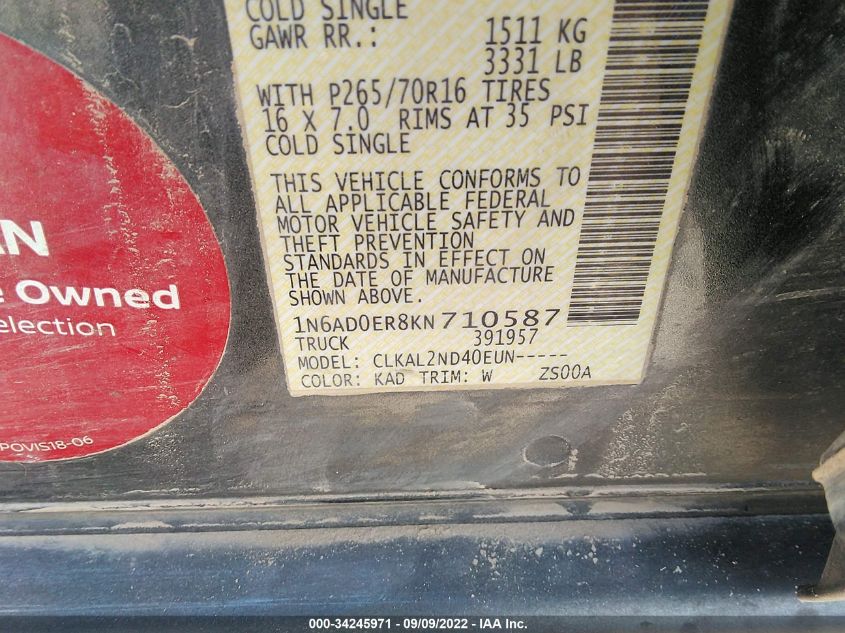 COLD SINGLE
GAWR RR.: 1511 KG
3331 LB
WITH P265/70R16 TIRES
16 X 7.0 RIMS AT 35 PSI
COLD SINGLE
THIS VEHICLE CONFORMS TO
ALL APPLICABLE FEDERAL
MOTOR VEHICLE SAFETY AND
THEFT PREVENTION
STANDARDS IN EFFECT ON
THE DATE OF MANUFACTURE
SHOWN ABOVE.
1N6AD0ER8KN710587
TRUCK 391957
MODEL: CLKAL2ND40EUN-----
COLOR: KAD TRIM: W ZS00A
AN
e Owned
election
POVIS18-06
000-34245971 - 09/09/2022 - IAA Inc.